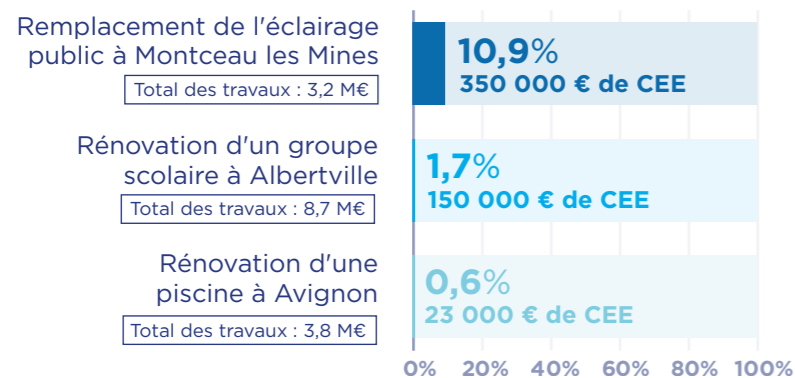 Remplacement de l'éclairage
public à Montceau les Mines
Total des travaux : 3,2 M€
10,9%
350 000 € de CEE
Rénovation d'un groupe
scolaire à Albertville
Total des travaux : 8,7 M€
1,7%
150 000 € de CEE
Rénovation d'une
piscine à Avignon
Total des travaux : 3,8 M€
0,6%
23 000 € de CEE
0% 20% 40% 60% 80% 100%